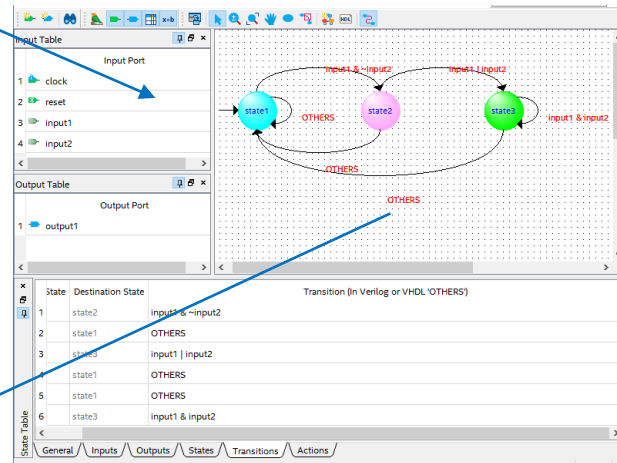 x=b
HDL
Input Table
Input Port
1 clock
2 reset
3 input1
4 input2
Output Table
Output Port
1 output1
input1 & ~input2
input1 | input2
state1
state2
state3
OTHERS
input1 & input2
OTHERS
OTHERS
State Table
State Destination State Transition (In Verilog or VHDL 'OTHERS')
1 state2 input1 & ~input2
2 state1 OTHERS
3 state3 input1 | input2
4 state1 OTHERS
5 state1 OTHERS
6 state3 input1 & input2
General Inputs Outputs States Transitions Actions